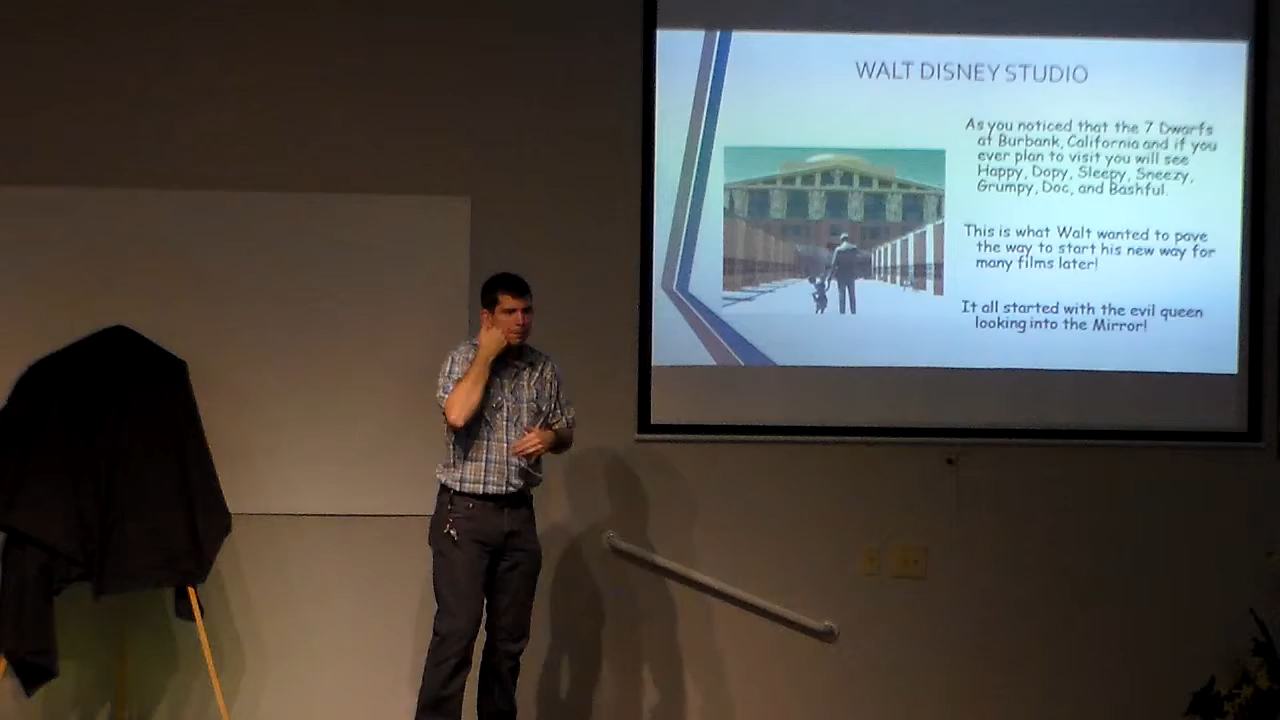 WALT DISNEY STUDIO
As you noticed that the 7 Dwarfs
at Burbank, California and if you
ever plan to visit you will see
Happy, Dopy, Sleepy, Sneezy,
Grumpy, Doc, and Bashful.
This is what Walt wanted to pave
the way to start his new way for
many films later!
It all started with the evil queen
looking into the Mirror!